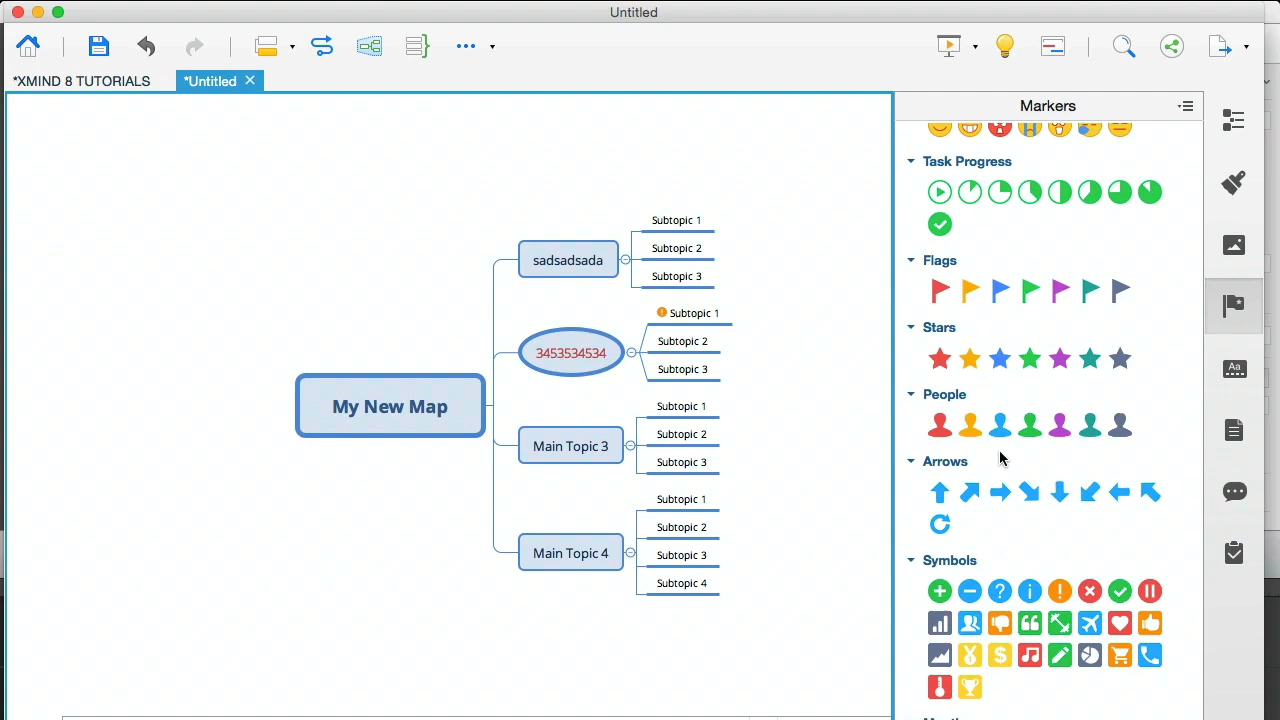 Untitled
*XMIND 8 TUTORIALS
*Untitled
Markers
Task Progress
Flags
Stars
People
Arrows
Symbols
My New Map
sadsadsada
Subtopic 1
Subtopic 2
Subtopic 3
3453534534
Subtopic 1
Subtopic 2
Subtopic 3
Main Topic 3
Subtopic 1
Subtopic 2
Subtopic 3
Main Topic 4
Subtopic 1
Subtopic 2
Subtopic 3
Subtopic 4
Aa